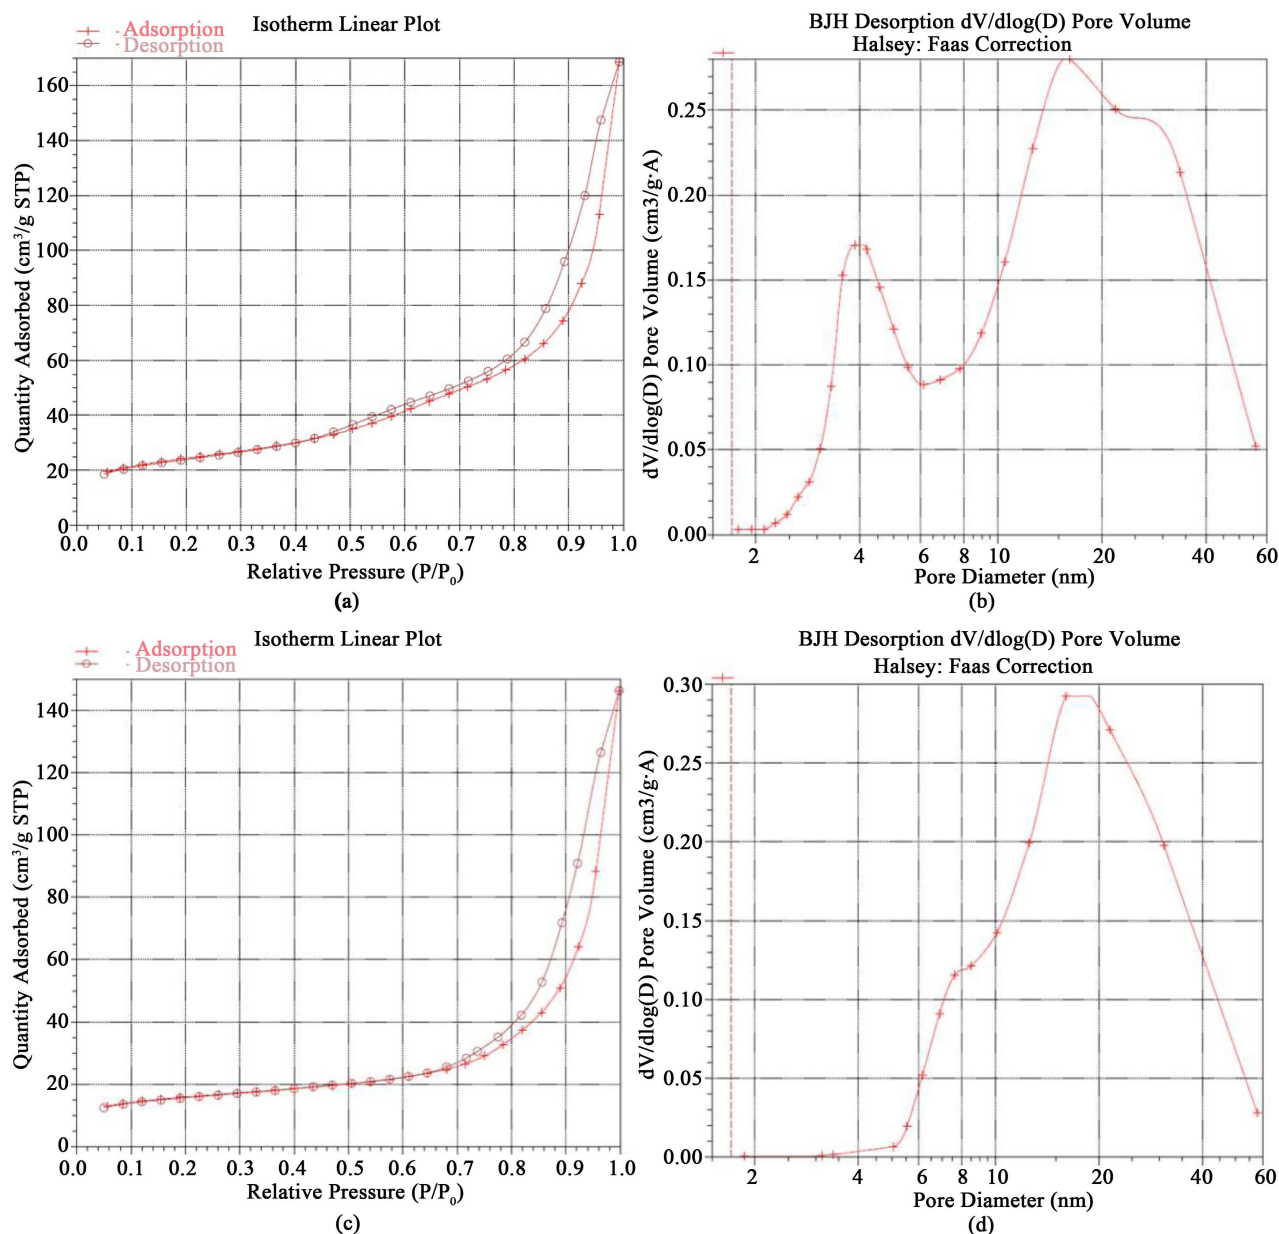 Isotherm Linear Plot
- Adsorption
- Desorption
Quantity Adsorbed (cm³/g STP)
160
140
120
100
80
60
40
20
0
0.0 0.1 0.2 0.3 0.4 0.5 0.6 0.7 0.8 0.9 1.0
Relative Pressure (P/P₀)
(a)
BJH Desorption dV/dlog(D) Pore Volume
Halsey: Faas Correction
dV/dlog(D) Pore Volume (cm3/g·A)
0.25
0.20
0.15
0.10
0.05
0.00
2 4 6 8 10 20 40 60
Pore Diameter (nm)
(b)
Isotherm Linear Plot
- Adsorption
- Desorption
Quantity Adsorbed (cm³/g STP)
140
120
100
80
60
40
20
0
0.0 0.1 0.2 0.3 0.4 0.5 0.6 0.7 0.8 0.9 1.0
Relative Pressure (P/P₀)
(c)
BJH Desorption dV/dlog(D) Pore Volume
Halsey: Faas Correction
dV/dlog(D) Pore Volume (cm3/g·A)
0.30
0.25
0.20
0.15
0.10
0.05
0.00
2 4 6 8 10 20 40 60
Pore Diameter (nm)
(d)